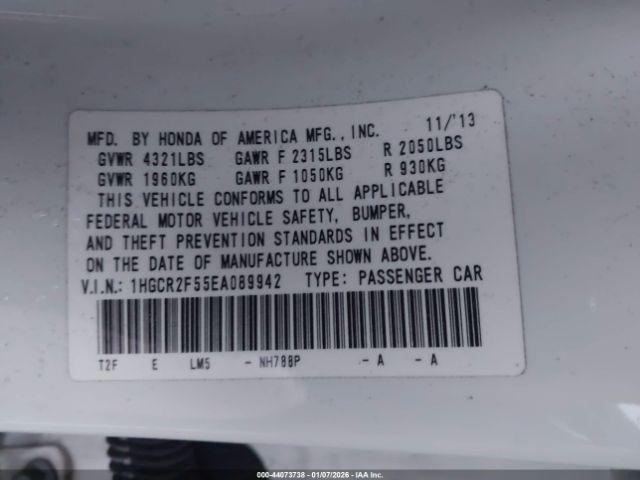 MFD. BY HONDA OF AMERICA MFG., INC. 11/'13
GVWR 4321LBS GAWR F 2315LBS R 2050LBS
GVWR 1960KG GAWR F 1050KG R 930KG
THIS VEHICLE CONFORMS TO ALL APPLICABLE
FEDERAL MOTOR VEHICLE SAFETY, BUMPER,
AND THEFT PREVENTION STANDARDS IN EFFECT
ON THE DATE OF MANUFACTURE SHOWN ABOVE.
V.I.N.: 1HGCR2F55EA089942 TYPE: PASSENGER CAR
T2F E LM5 - NH788P - A - A
000-44073738 - 01/07/2026 - IAA Inc.